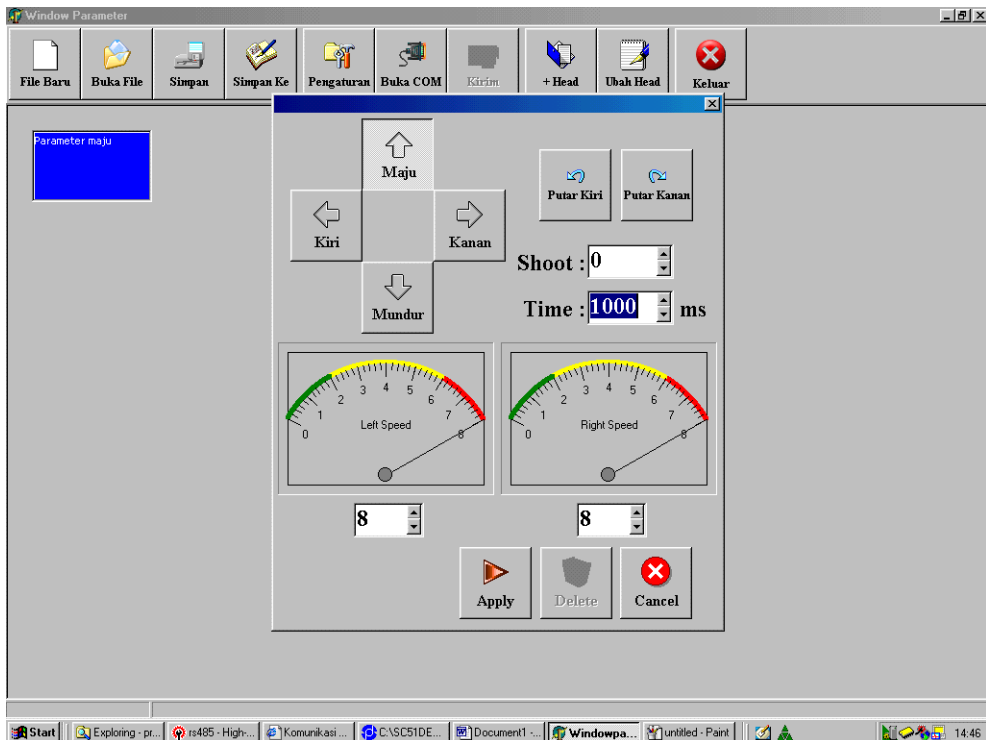 Window Parameter
File Baru
Buka File
Simpan
Simpan Ke
Pengaturan
Buka COM
Kirim
+ Head
Ubah Head
Keluar
Parameter maju
Maju
Kiri
Kanan
Mundur
Putar Kiri
Putar Kanan
Shoot : 0
Time : 1000 ms
0 1 2 3 4 5 6 7 8
Left Speed
0 1 2 3 4 5 6 7 8
Right Speed
8
8
Apply
Delete
Cancel
Start
Exploring - pr...
rs485 - High-...
Komunikasi ...
C:\SC51DE...
Document1 -...
Windowpa...
untitled - Paint
14:46